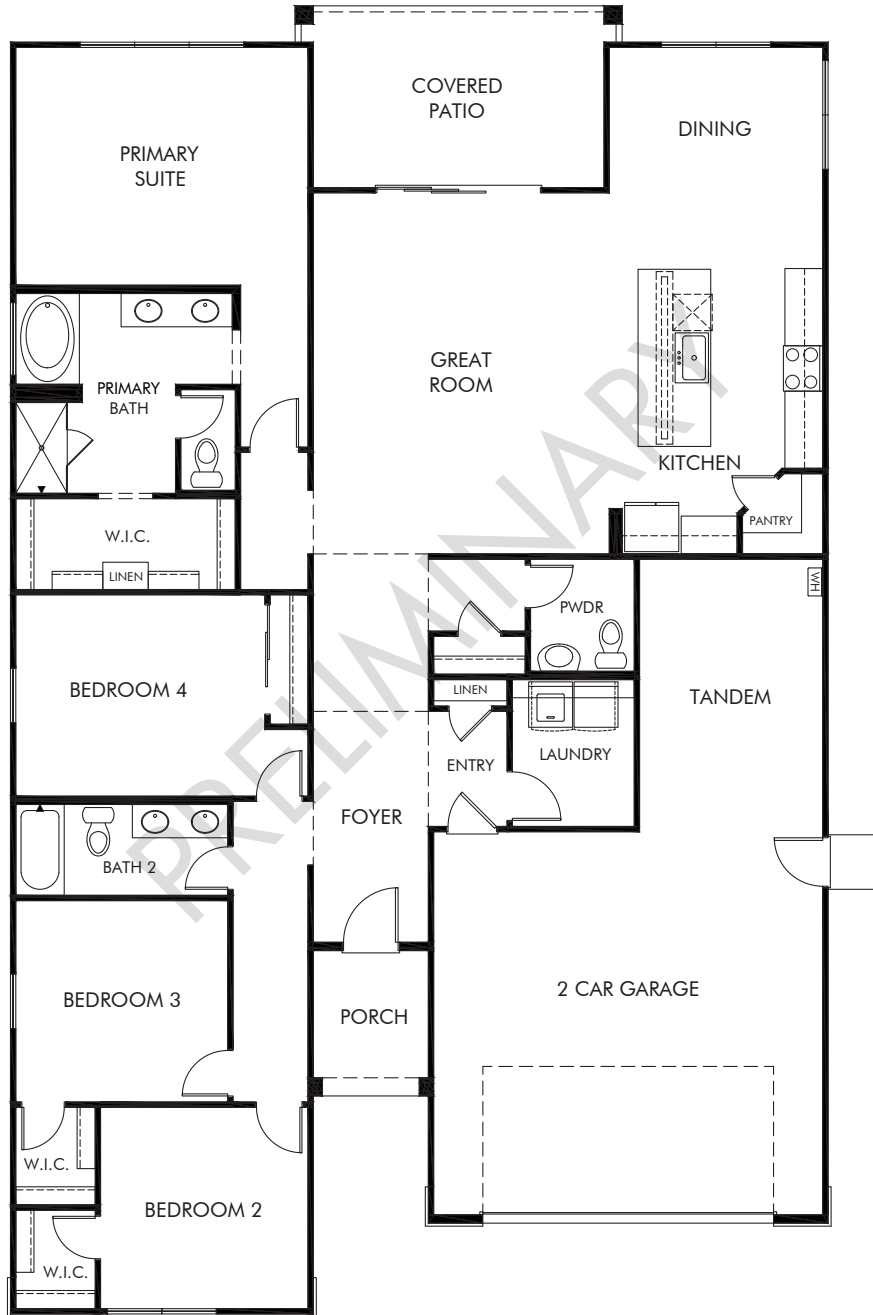 COVERED
PATIO
DINING
PRIMARY
SUITE
GREAT
ROOM
PRIMARY
BATH
KITCHEN
PANTRY
W.I.C.
LINEN
WH
PWDR
BEDROOM 4
LINEN
TANDEM
LAUNDRY
ENTRY
FOYER
BATH 2
BEDROOM 3
2 CAR GARAGE
PORCH
W.I.C.
BEDROOM 2
W.I.C.
PRELIMINARY